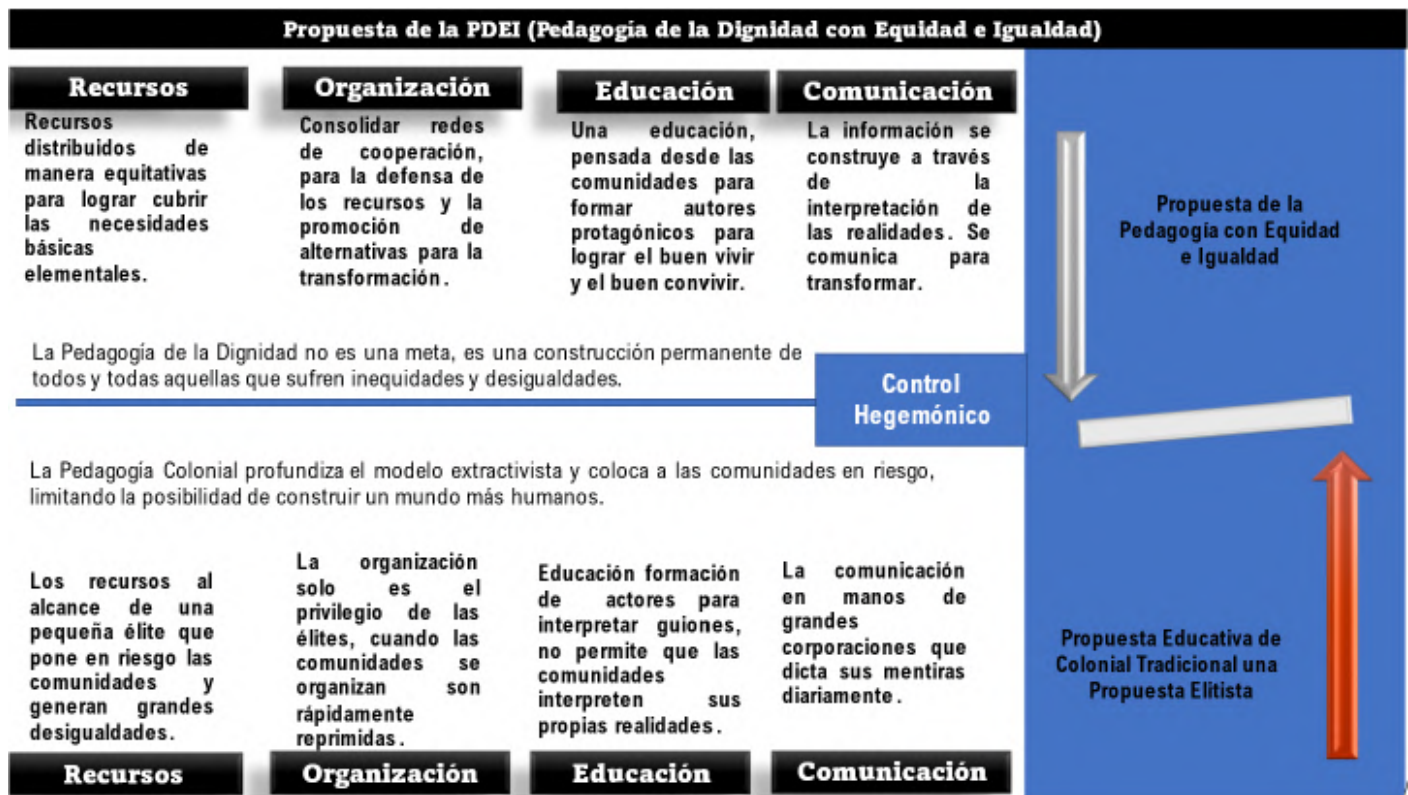 Propuesta de la PDEI (Pedagogía de la Dignidad con Equidad e Igualdad)
Recursos
Recursos
distribuidos de
manera equitativas
para lograr cubrir
las necesidades
básicas
elementales.
Organización
Consolidar redes
de cooperación,
para la defensa de
los recursos y la
promoción de
alternativas para la
transformación.
Educación
Una educación,
pensada desde las
comunidades para
formar autores
protagónicos para
lograr el buen vivir
y el buen convivir.
Comunicación
La información se
construye a través
de la
interpretación de
las realidades. Se
comunica para
transformar.
Propuesta de la
Pedagogía con Equidad
e Igualdad
La Pedagogía de la Dignidad no es una meta, es una construcción permanente de
todos y todas aquellas que sufren inequidades y desigualdades.
Control
Hegemónico
La Pedagogía Colonial profundiza el modelo extractivista y coloca a las comunidades en riesgo,
limitando la posibilidad de construir un mundo más humanos.
Los recursos al
alcance de una
pequeña élite que
pone en riesgo las
comunidades y
generan grandes
desigualdades.
Recursos
La organización
solo es el
privilegio de las
élites, cuando las
comunidades se
organizan son
rápidamente
reprimidas.
Organización
Educación formación
de actores para
interpretar guiones,
no permite que las
comunidades
interpreten sus
propias realidades.
Educación
La comunicación
en manos de
grandes
corporaciones que
dicta sus mentiras
diariamente.
Comunicación
Propuesta Educativa de
Colonial Tradicional una
Propuesta Elitista